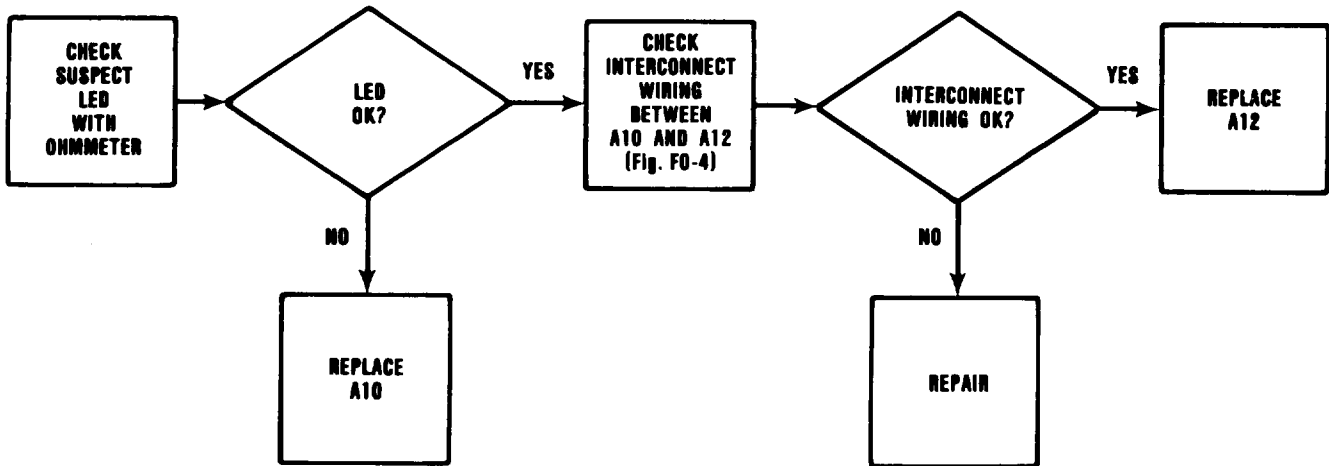 CHECK
SUSPECT
LED
WITH
OHMMETER
LED
OK?
YES
NO
REPLACE
A10
CHECK
INTERCONNECT
WIRING
BETWEEN
A10 AND A12
(Fig. FO-4)
INTERCONNECT
WIRING OK?
YES
NO
REPAIR
REPLACE
A12